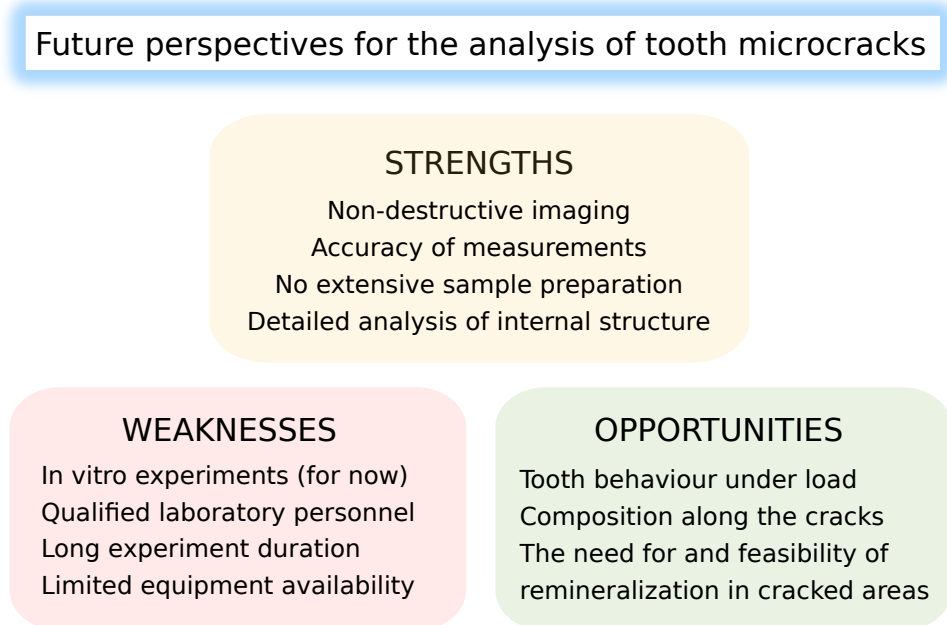 Future perspectives for the analysis of tooth microcracks
STRENGTHS
Non-destructive imaging
Accuracy of measurements
No extensive sample preparation
Detailed analysis of internal structure
WEAKNESSES
In vitro experiments (for now)
Qualified laboratory personnel
Long experiment duration
Limited equipment availability
OPPORTUNITIES
Tooth behaviour under load
Composition along the cracks
The need for and feasibility of
remineralization in cracked areas